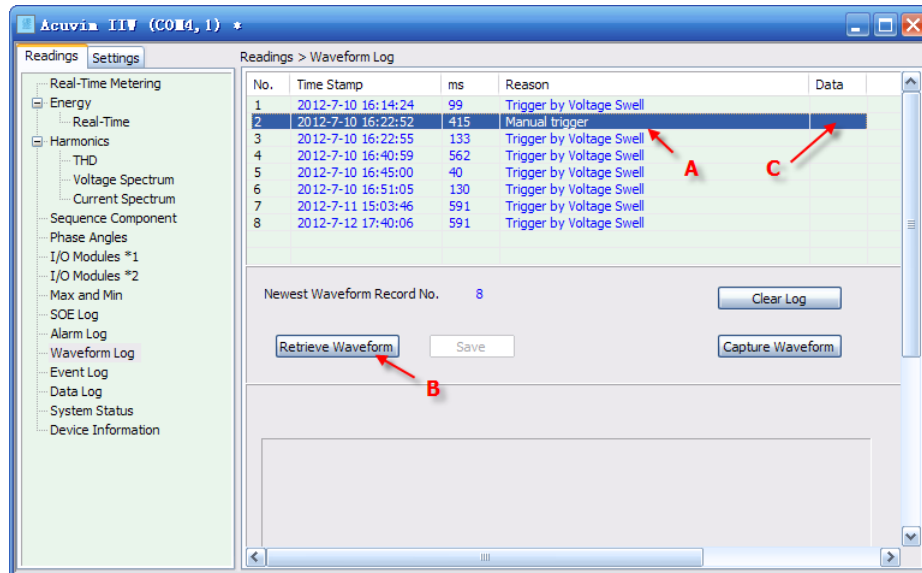 Acuvim IIW (COM4, 1) *
Readings Settings
Readings > Waveform Log
Real-Time Metering
Energy
Real-Time
Harmonics
THD
Voltage Spectrum
Current Spectrum
Sequence Component
Phase Angles
I/O Modules *1
I/O Modules *2
Max and Min
SOE Log
Alarm Log
Waveform Log
Event Log
Data Log
System Status
Device Information
No. Time Stamp ms Reason Data
1 2012-7-10 16:14:24 99 Trigger by Voltage Swell
2 2012-7-10 16:22:52 415 Manual trigger
3 2012-7-10 16:22:55 133 Trigger by Voltage Swell
4 2012-7-10 16:40:59 562 Trigger by Voltage Swell
5 2012-7-10 16:45:00 40 Trigger by Voltage Swell
6 2012-7-10 16:51:05 130 Trigger by Voltage Swell
7 2012-7-11 15:03:46 591 Trigger by Voltage Swell
8 2012-7-12 17:40:06 591 Trigger by Voltage Swell
A C
Newest Waveform Record No. 8 Clear Log
Retrieve Waveform Save Capture Waveform
B